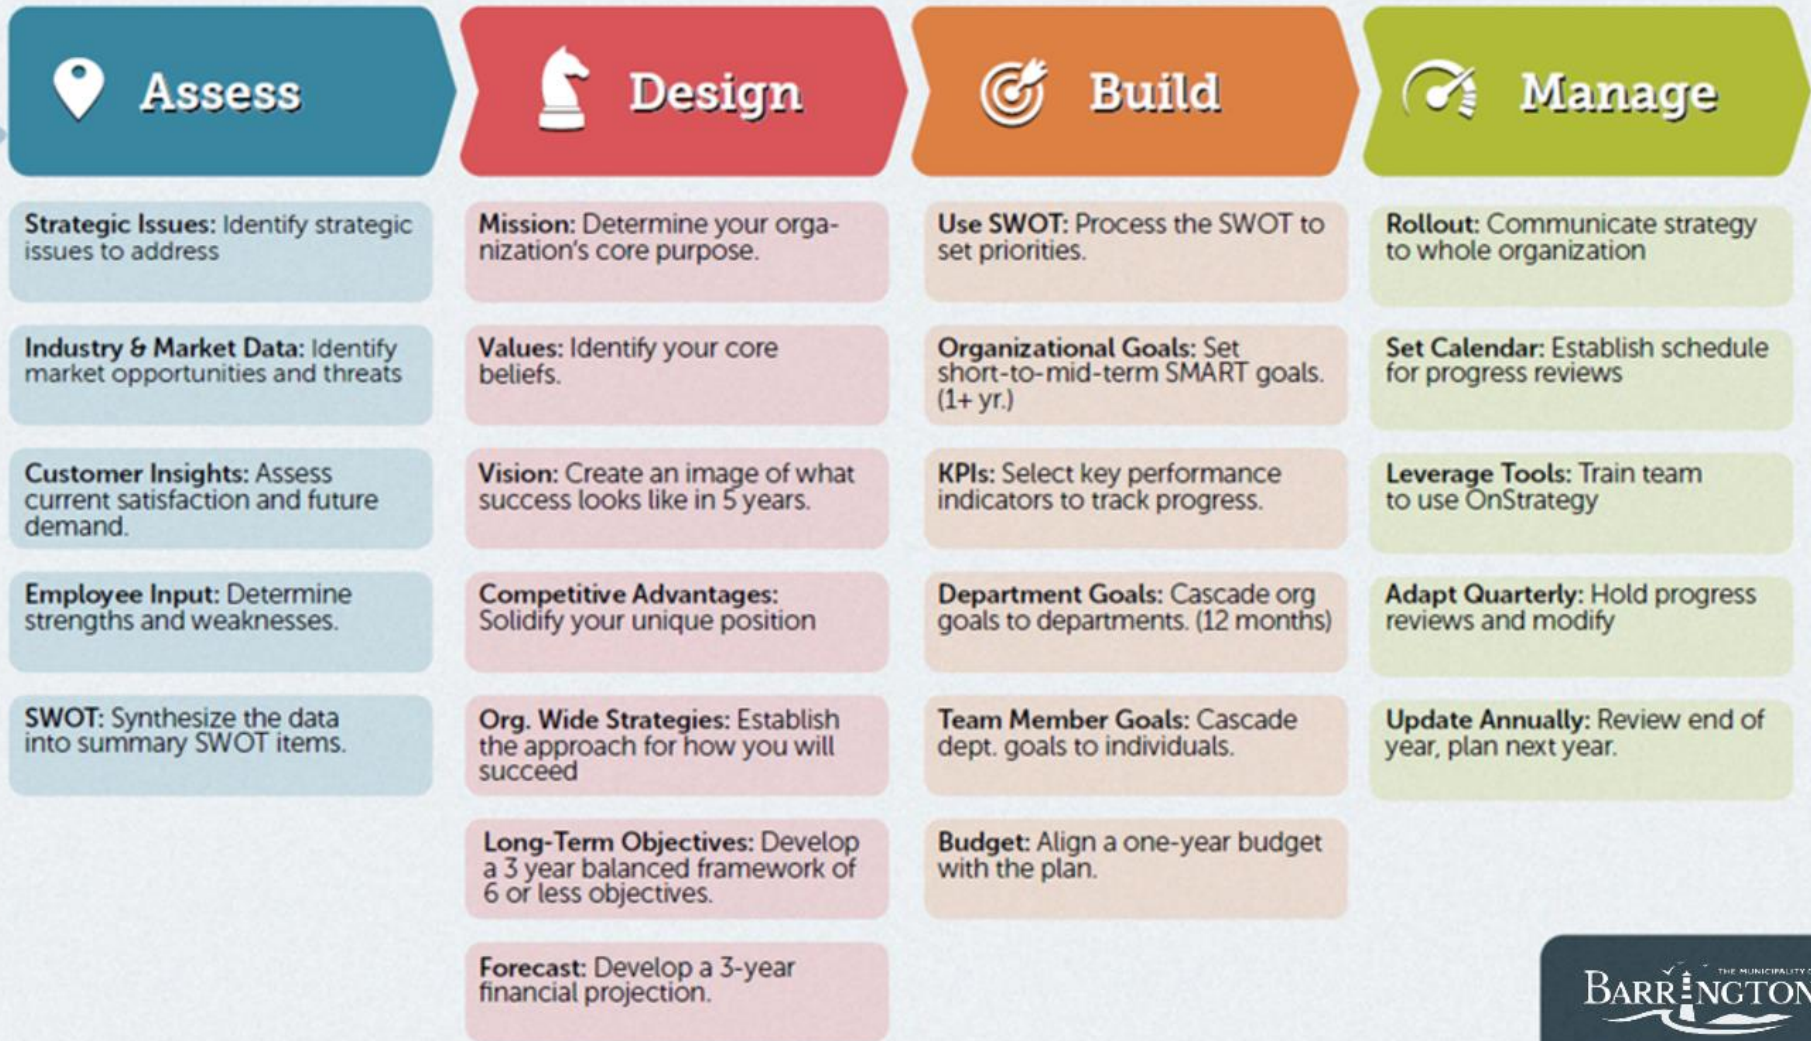 Assess
Strategic Issues: Identify strategic
issues to address
Industry & Market Data: Identify
market opportunities and threats
Customer Insights: Assess
current satisfaction and future
demand.
Employee Input: Determine
strengths and weaknesses.
SWOT: Synthesize the data
into summary SWOT items.
Design
Mission: Determine your orga-
nization's core purpose.
Values: Identify your core
beliefs.
Vision: Create an image of what
success looks like in 5 years.
Competitive Advantages:
Solidify your unique position
Org. Wide Strategies: Establish
the approach for how you will
succeed
Long-Term Objectives: Develop
a 3 year balanced framework of
6 or less objectives.
Forecast: Develop a 3-year
financial projection.
Build
Use SWOT: Process the SWOT to
set priorities.
Organizational Goals: Set
short-to-mid-term SMART goals.
(1+ yr.)
KPIs: Select key performance
indicators to track progress.
Department Goals: Cascade org
goals to departments. (12 months)
Team Member Goals: Cascade
dept. goals to individuals.
Budget: Align a one-year budget
with the plan.
Manage
Rollout: Communicate strategy
to whole organization
Set Calendar: Establish schedule
for progress reviews
Leverage Tools: Train team
to use OnStrategy
Adapt Quarterly: Hold progress
reviews and modify
Update Annually: Review end of
year, plan next year.
THE MUNICIPALITY
BARRINGTON